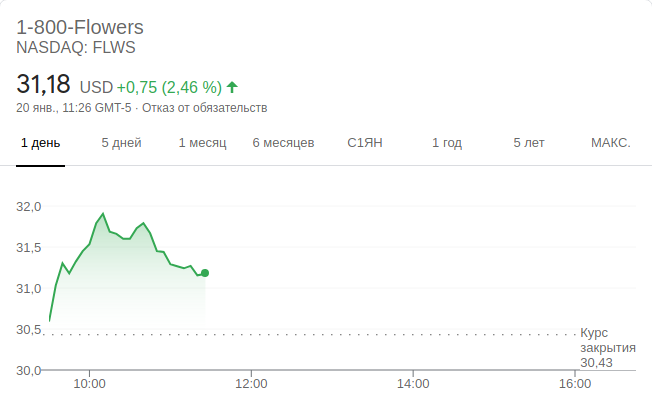 1-800-Flowers
NASDAQ: FLWS
31,18 USD +0,75 (2,46 %)
20 янв., 11:26 GMT-5 · Отказ от обязательств
1 день 5 дней 1 месяц 6 месяцев С1ЯН 1 год 5 лет МАКС.
32,0
31,5
31,0
30,5
Курс
закрытия
30,43
30,0
10:00 12:00 14:00 16:00